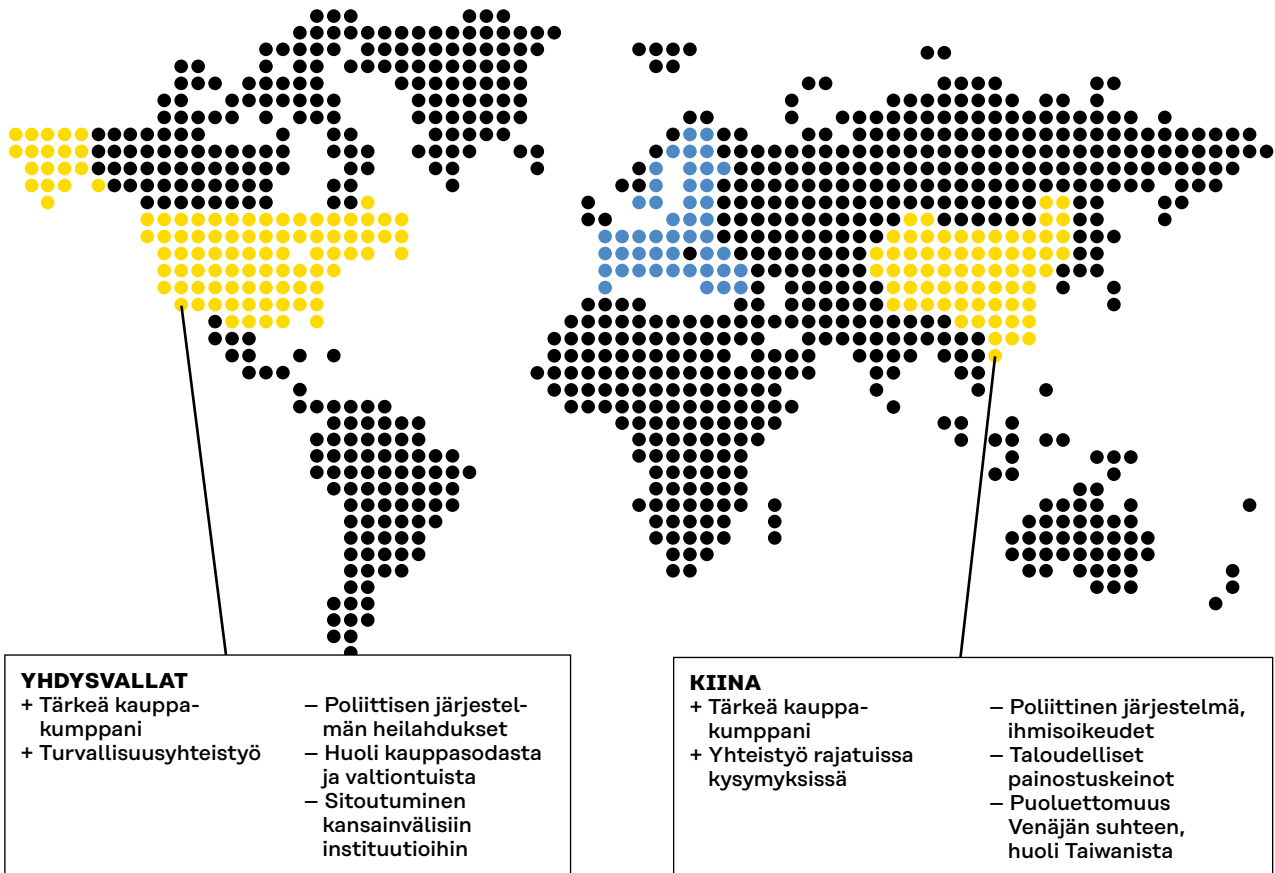 YHDYSVALLAT
+ Tärkeä kauppa-
kumppani
+ Turvallisuusyhteistyö
– Poliittisen järjestel-
män heilahdukset
– Huoli kauppasodasta
ja valtiontuista
– Sitoutuminen
kansainvälisiin
instituutioihin
KIINA
+ Tärkeä kauppa-
kumppani
+ Yhteistyö rajatuissa
kysymyksissä
– Poliittinen järjestelmä,
ihmisoikeudet
– Taloudelliset
painostuskeinot
– Puoluettomuus
Venäjän suhteen,
huoli Taiwanista